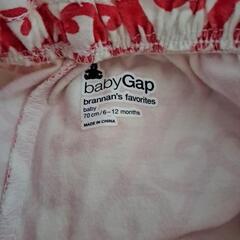 babyGap
brannan's favorites
baby
70 cm/6-12 months
MADE IN CHINA